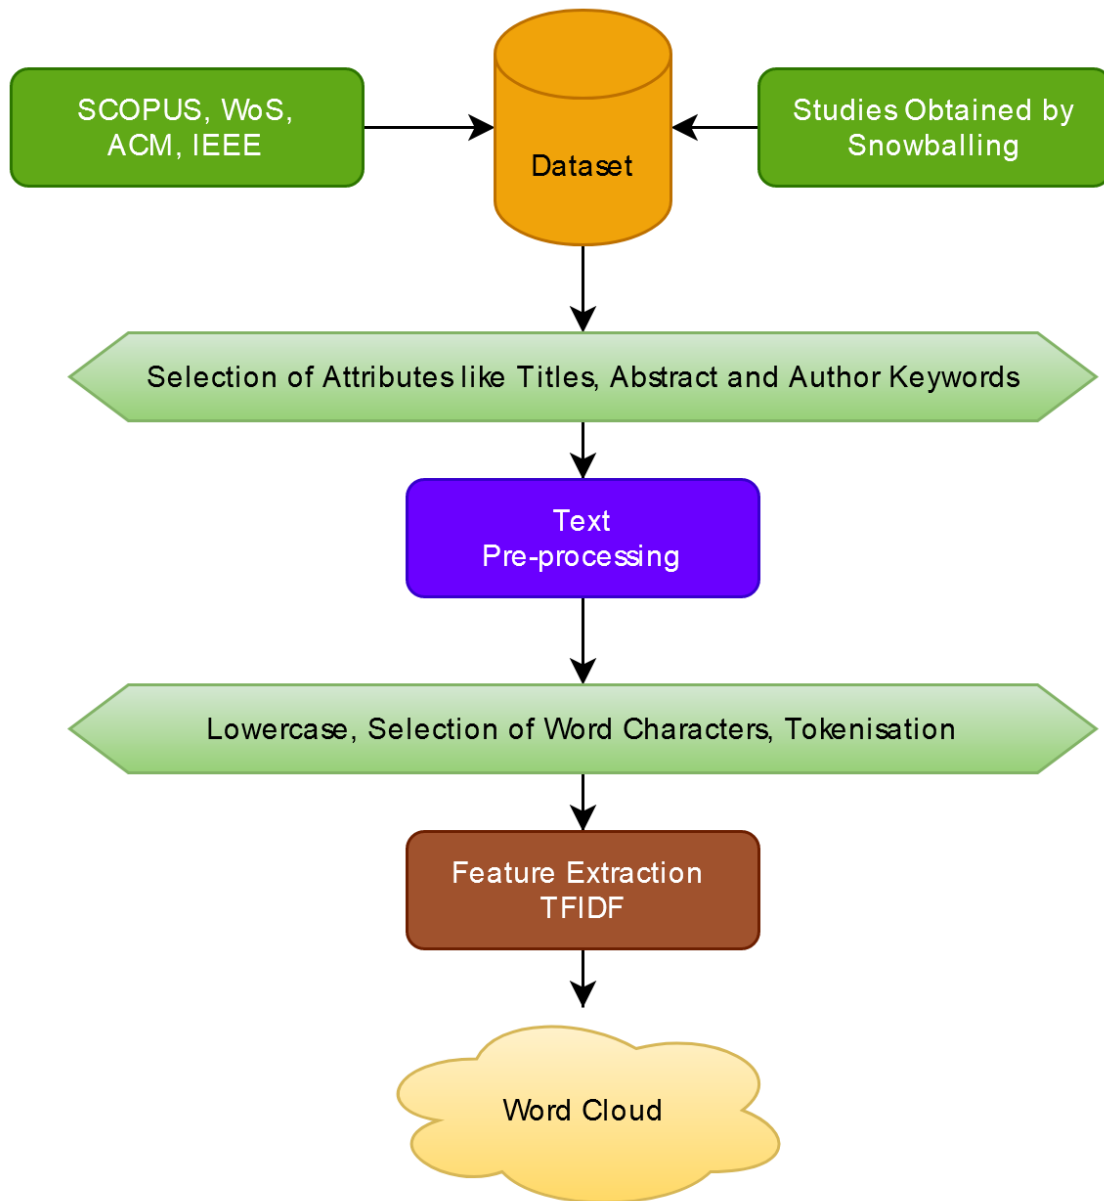 SCOPUS, WoS,
ACM, IEEE
Dataset
Studies Obtained by
Snowballing
Selection of Attributes like Titles, Abstract and Author Keywords
Text
Pre-processing
Lowercase, Selection of Word Characters, Tokenisation
Feature Extraction
TFIDF
Word Cloud